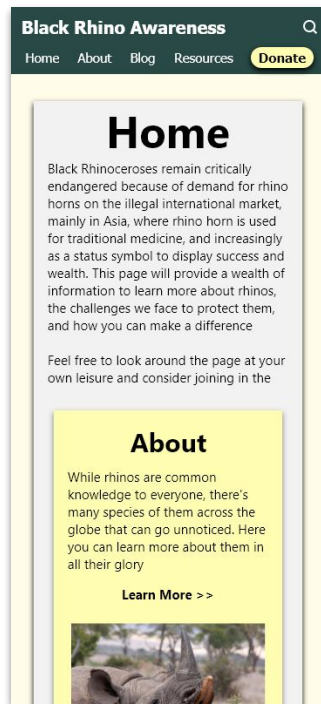 Black Rhino Awareness
Home About Blog Resources Donate
Home
Black Rhinoceroses remain critically
endangered because of demand for rhino
horns on the illegal international market,
mainly in Asia, where rhino horn is used
for traditional medicine, and increasingly
as a status symbol to display success and
wealth. This page will provide a wealth of
information to learn more about rhinos,
the challenges we face to protect them,
and how you can make a difference
Feel free to look around the page at your
own leisure and consider joining in the
About
While rhinos are common
knowledge to everyone, there's
many species of them across the
globe that can go unnoticed. Here
you can learn more about them in
all their glory
Learn More >>